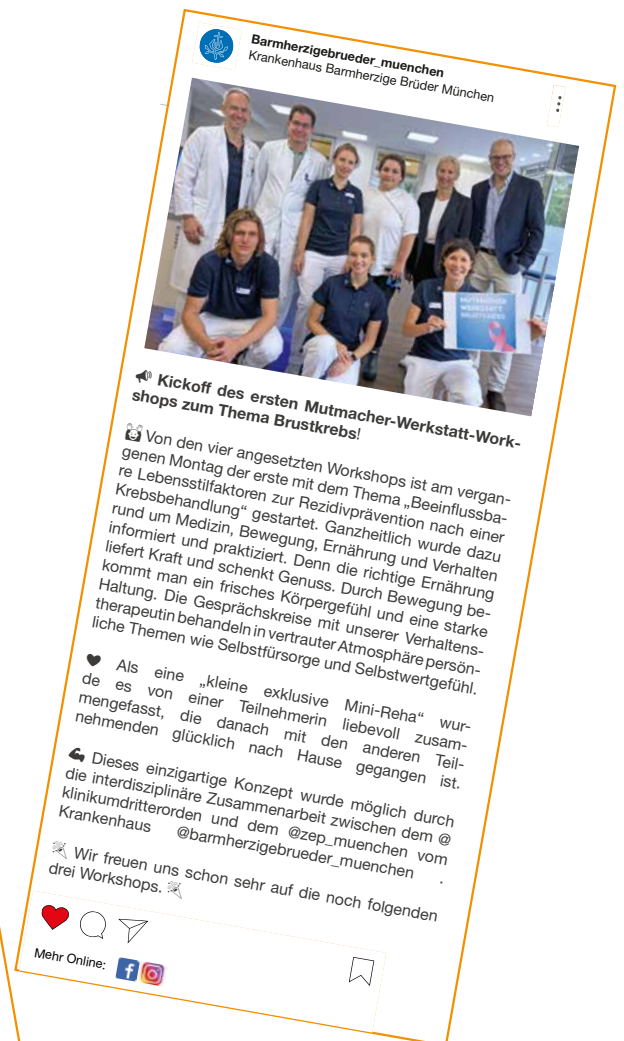 Barmherzigebrueder_muenchen
Krankenhaus Barmherzige Brüder München
MUTMACHER
WERKSTATT
BRUSTKREBS
Kickoff des ersten Mutmacher-Werkstatt-Work-
shops zum Thema Brustkrebs!
Von den vier angesetzten Workshops ist am vergan-
genen Montag der erste mit dem Thema „Beeinflussba-
re Lebensstilfaktoren zur Rezidivprävention nach einer
Krebsbehandlung“ gestartet. Ganzheitlich wurde dazu
rund um Medizin, Bewegung, Ernährung und Verhalten
informiert und praktiziert. Denn die richtige Ernährung
liefert Kraft und schenkt Genuss. Durch Bewegung be-
kommt man ein frisches Körpergefühl und eine starke
Haltung. Die Gesprächskreise mit unserer Verhaltens-
therapeutin behandeln in vertrauter Atmosphäre persön-
liche Themen wie Selbstfürsorge und Selbstwertgefühl.
Als eine „kleine exklusive Mini-Reha“ wur-
de es von einer Teilnehmerin liebevoll zusam-
mengefasst, die danach mit den anderen Teil-
nehmenden glücklich nach Hause gegangen ist.
Dieses einzigartige Konzept wurde möglich durch
die interdisziplinäre Zusammenarbeit zwischen dem @
klinikumdritterorden und dem @zep_muenchen vom
Krankenhaus @barmherzigebrueder_muenchen .
Wir freuen uns schon sehr auf die noch folgenden
drei Workshops.
Mehr Online: